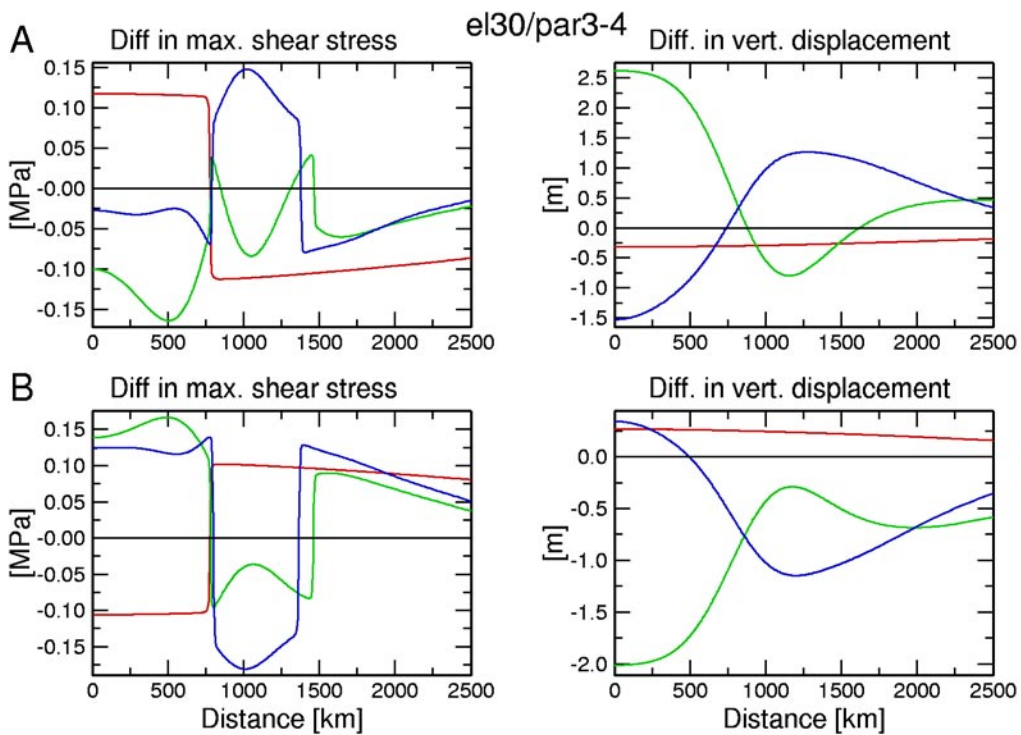 el30/par3-4
A
Diff in max. shear stress
Diff. in vert. displacement
[MPa]
0.15
0.10
0.05
-0.00
-0.05
-0.10
-0.15
0 500 1000 1500 2000 2500
[m]
2.5
2.0
1.5
1.0
0.5
0.0
-0.5
-1.0
-1.5
0 500 1000 1500 2000 2500
B
Diff in max. shear stress
Diff. in vert. displacement
[MPa]
0.15
0.10
0.05
-0.00
-0.05
-0.10
-0.15
0 500 1000 1500 2000 2500
Distance [km]
[m]
0.0
-0.5
-1.0
-1.5
-2.0
0 500 1000 1500 2000 2500
Distance [km]